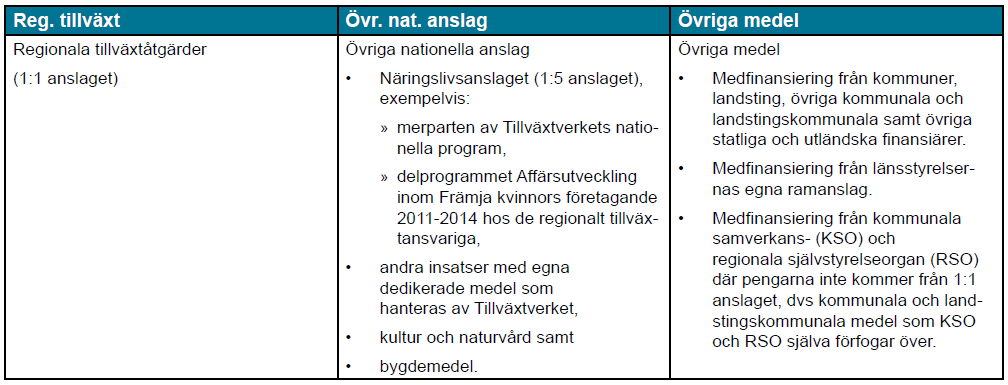 Reg. tillväxt
Övr. nat. anslag
Övriga medel
Regionala tillväxtåtgärder
(1:1 anslaget)
Övriga nationella anslag
• Näringslivsanslaget (1:5 anslaget),
exempelvis:
» merparten av Tillväxtverkets natio-
nella program,
» delprogrammet Affärsutveckling
inom Främja kvinnors företagande
2011-2014 hos de regionalt tillväx-
tansvariga,
• andra insatser med egna
dedikerade medel som
hanteras av Tillväxtverket,
• kultur och naturvård samt
• bygdemedel.
Övriga medel
• Medfinansiering från kommuner,
landsting, övriga kommunala och
landstingskommunala samt övriga
statliga och utländska finansiärer.
• Medfinansiering från länsstyrelser-
nas egna ramanslag.
• Medfinansiering från kommunala
samverkans- (KSO) och
regionala självstyrelseorgan (RSO)
där pengarna inte kommer från 1:1
anslaget, dvs kommunala och land-
stingskommunala medel som KSO
och RSO själva förfogar över.